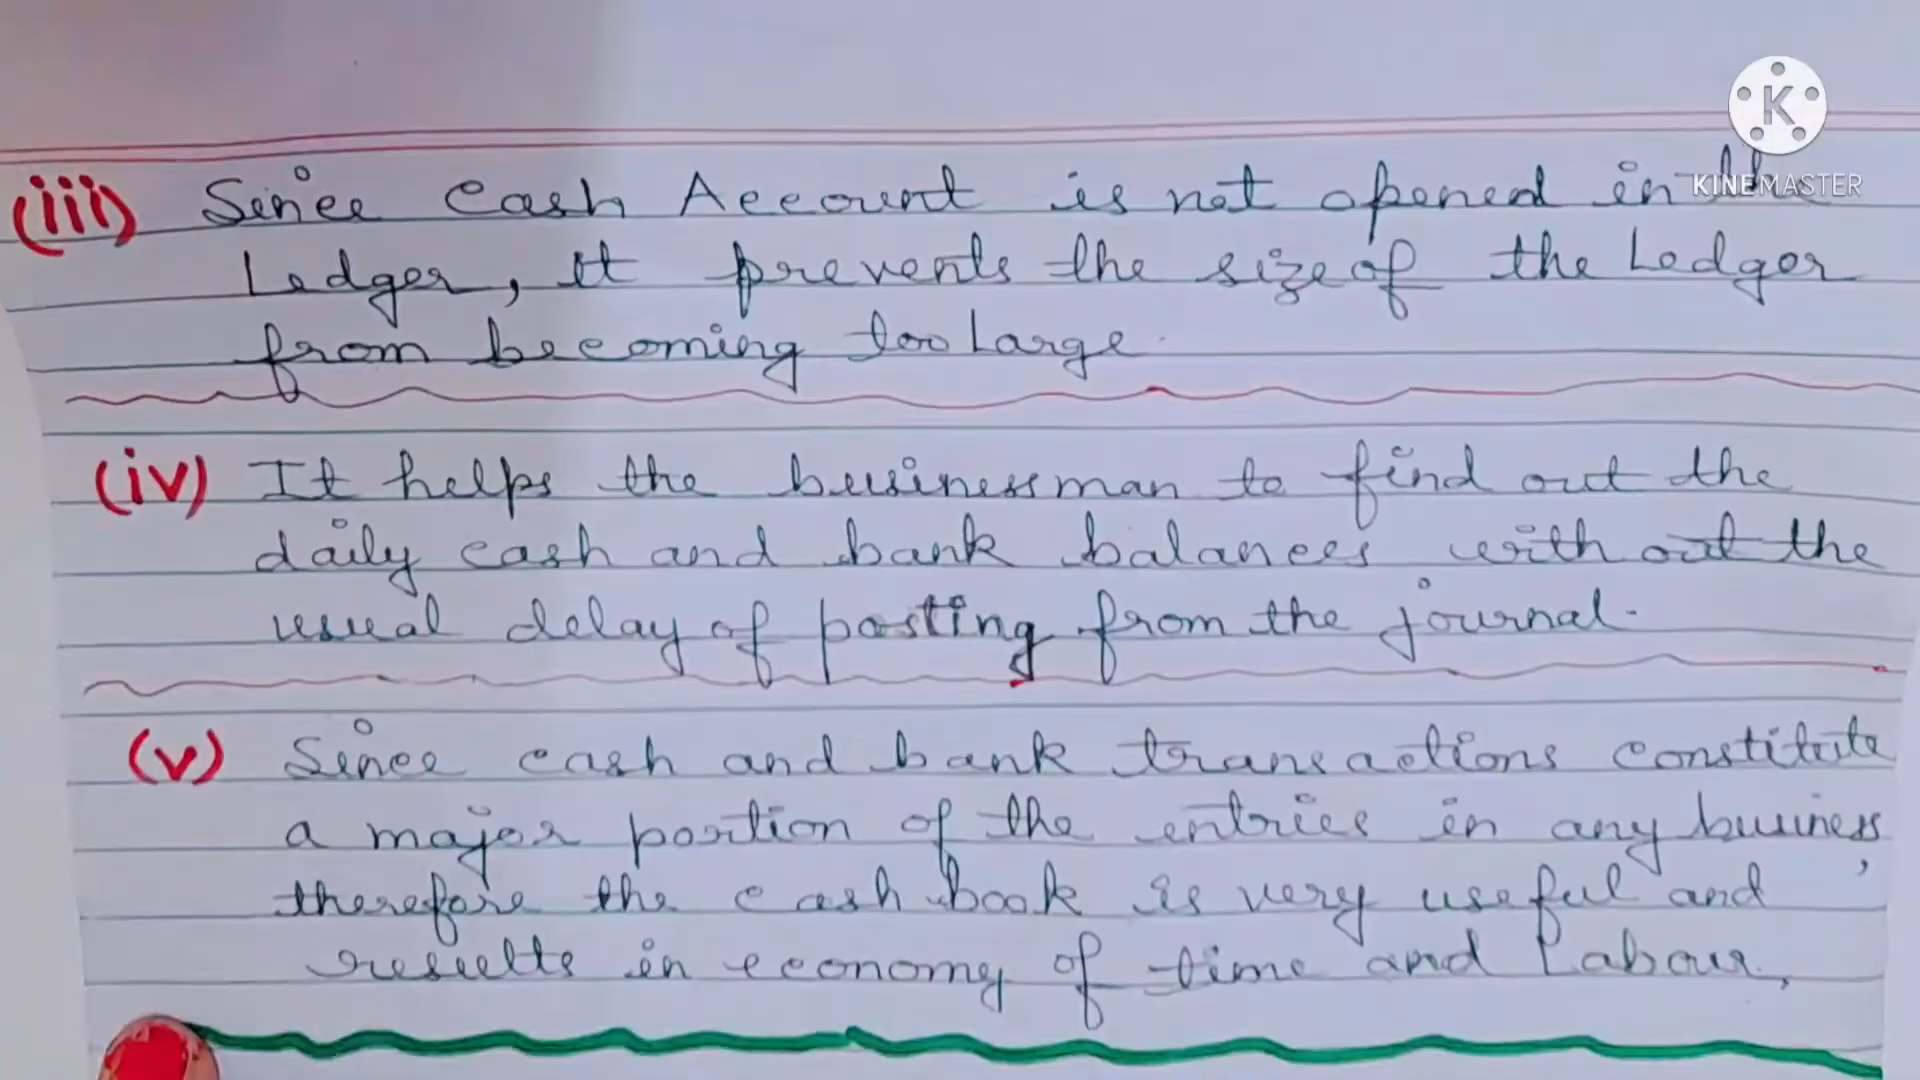 (iii) Since Cash Account is not opened in the
Ledger, it prevents the size of the Ledger
from becoming too Large.
(iv) It helps the businessman to find out the
daily cash and bank balances without the
usual delay of posting from the journal.
(v) Since cash and bank transactions constitute
a major portion of the entries in any business,
therefore the cash book is very useful and
results in economy of time and Labour,
KINEMASTER